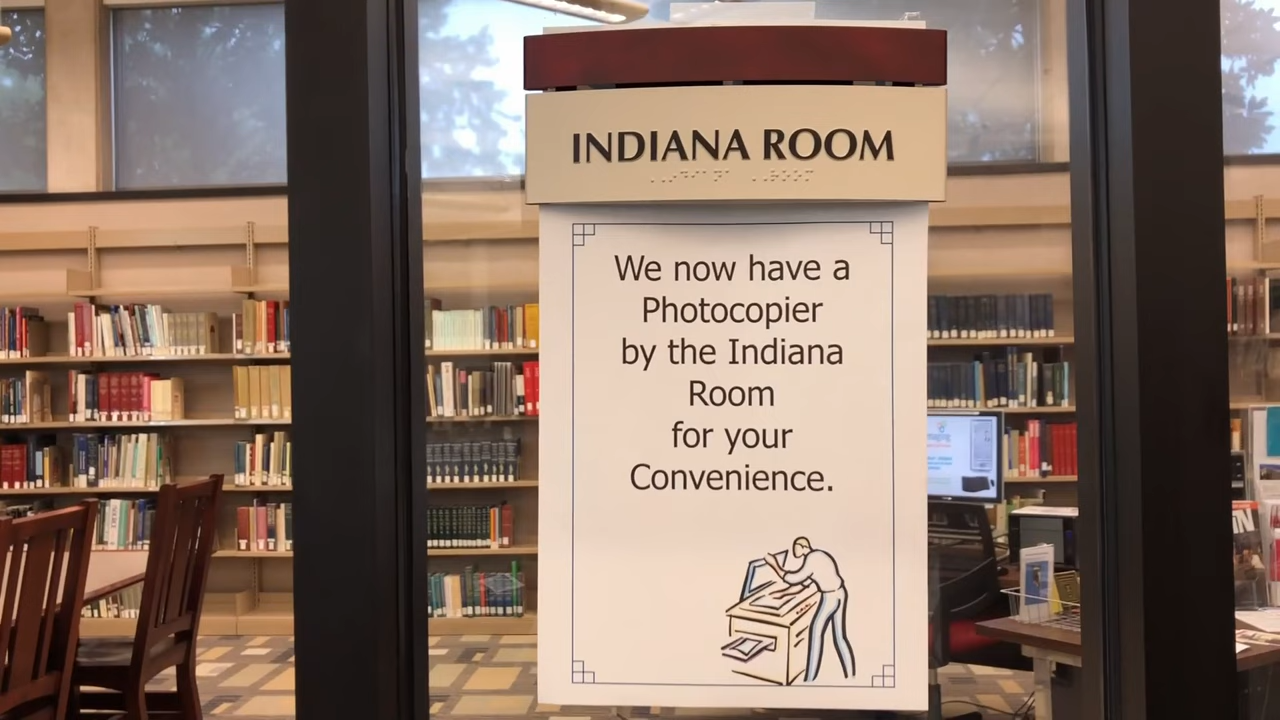 INDIANA ROOM
We now have a
Photocopier
by the Indiana
Room
for your
Convenience.